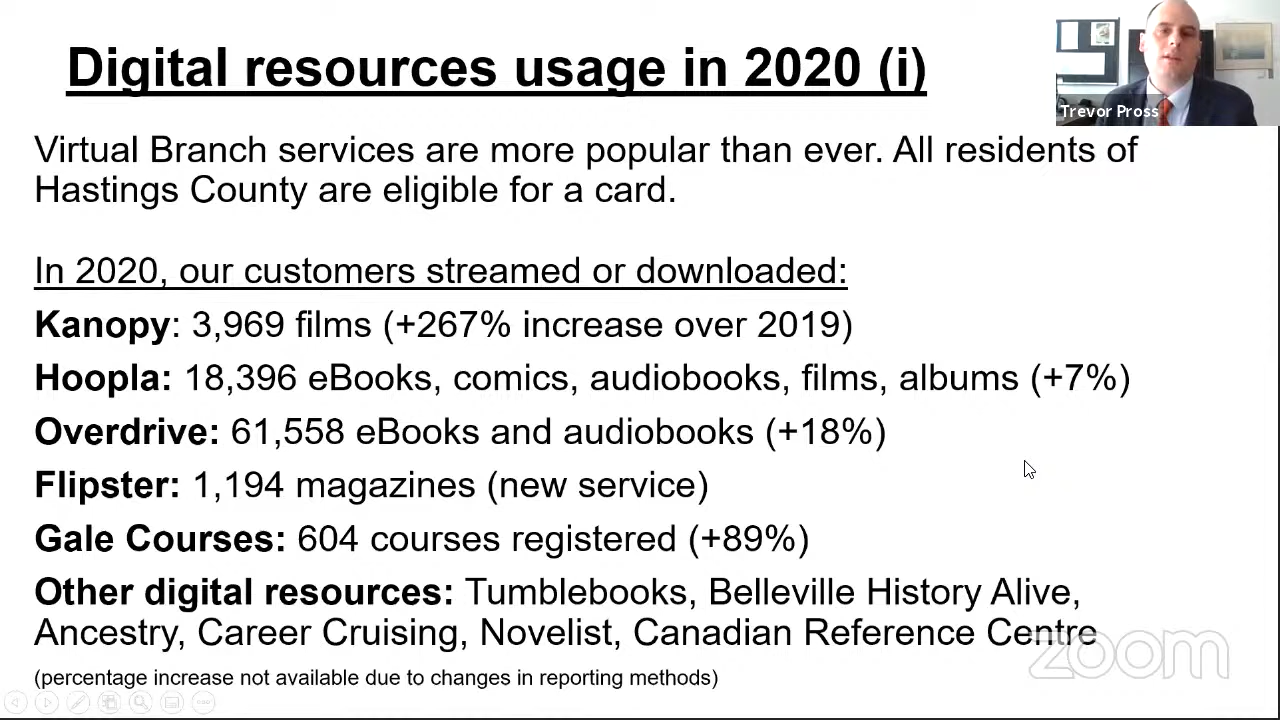 Digital resources usage in 2020 (i)
Trevor Pross
Virtual Branch services are more popular than ever. All residents of
Hastings County are eligible for a card.
In 2020, our customers streamed or downloaded:
Kanopy: 3,969 films (+267% increase over 2019)
Hoopla: 18,396 eBooks, comics, audiobooks, films, albums (+7%)
Overdrive: 61,558 eBooks and audiobooks (+18%)
Flipster: 1,194 magazines (new service)
Gale Courses: 604 courses registered (+89%)
Other digital resources: Tumblebooks, Belleville History Alive,
Ancestry, Career Cruising, Novelist, Canadian Reference Centre
(percentage increase not available due to changes in reporting methods)
zoom